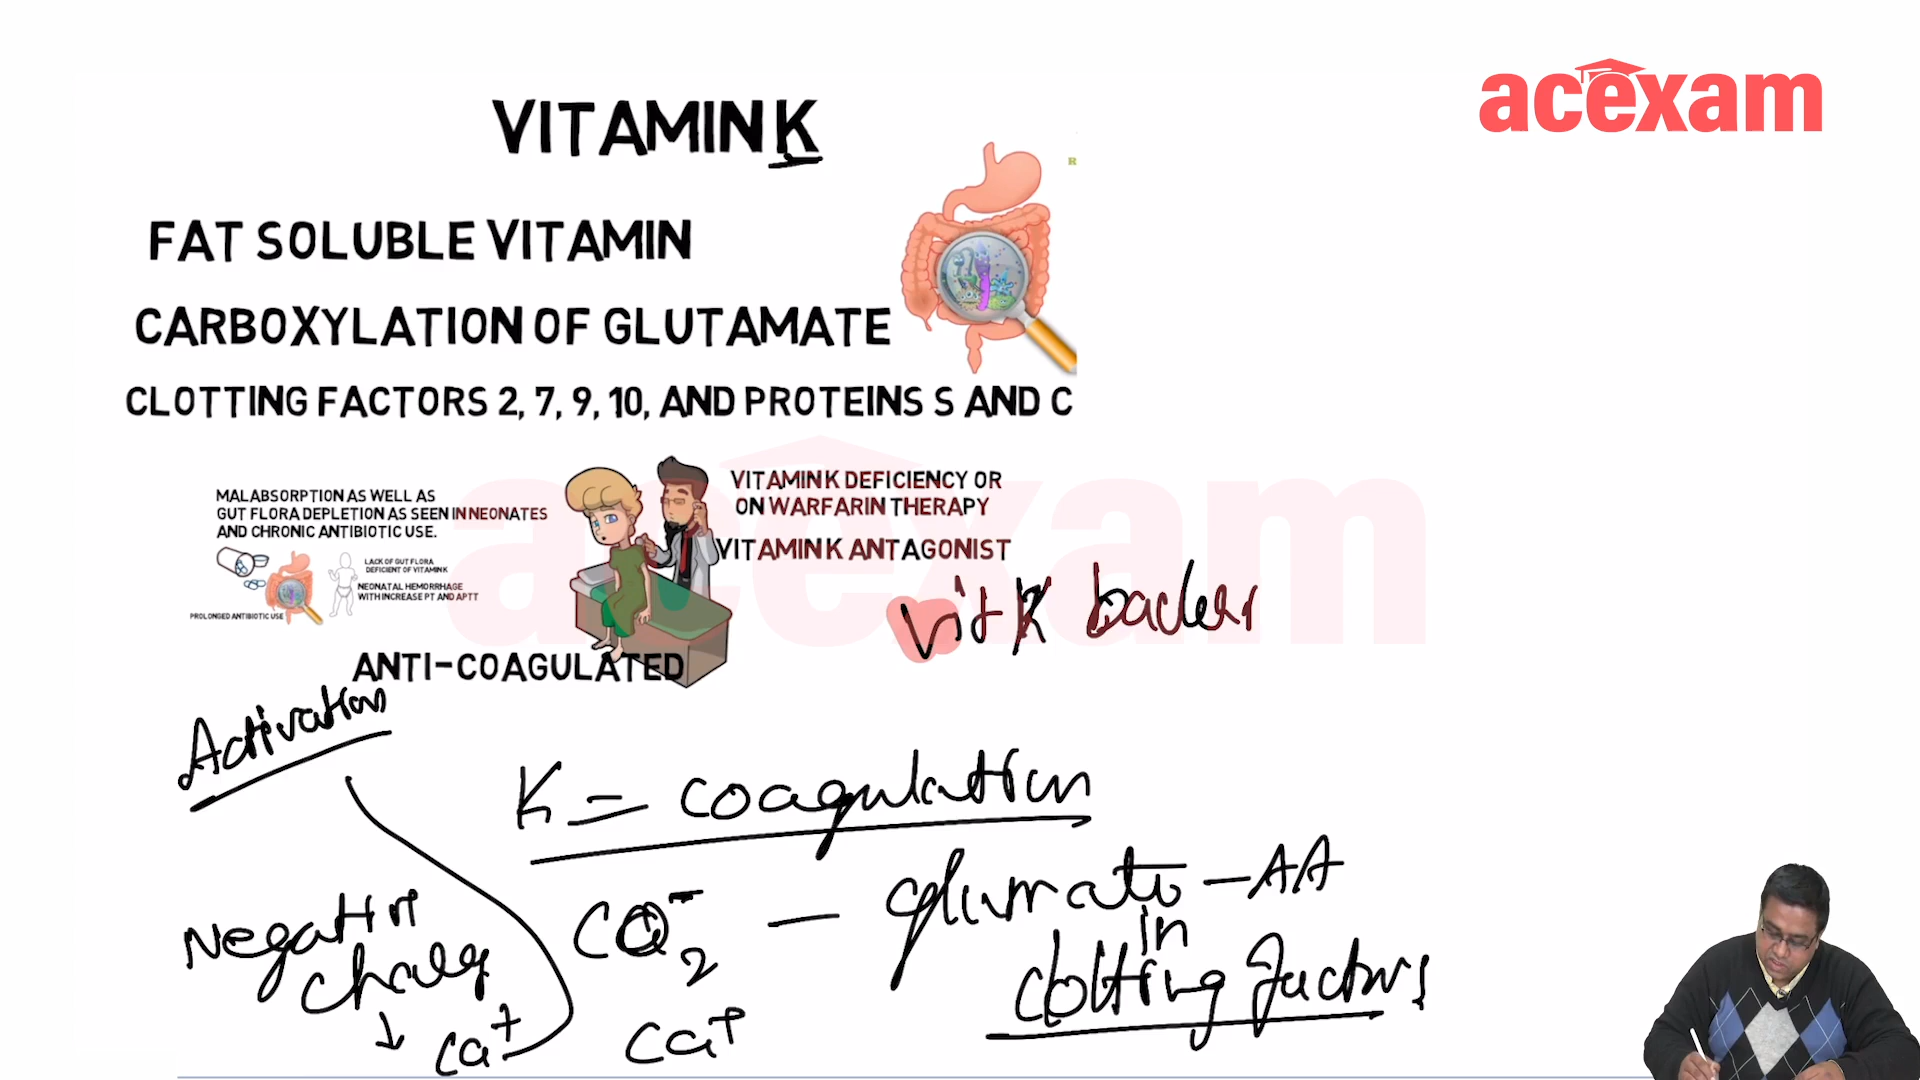 acexam
VITAMIN K
FAT SOLUBLE VITAMIN
CARBOXYLATION OF GLUTAMATE
CLOTTING FACTORS 2, 7, 9, 10, AND PROTEINS S AND C
MALABSORPTION AS WELL AS
GUT FLORA DEPLETION AS SEEN IN NEONATES
AND CHRONIC ANTIBIOTIC USE.
LACK OF GUT FLORA
DEFICIENT OF VITAMIN K
NEONATAL HEMORRHAGE
WITH INCREASE PT AND APTT
PROLONGED ANTIBIOTIC USE
VITAMIN K DEFICIENCY OR
ON WARFARIN THERAPY
VITAMIN K ANTAGONIST
acexam
Vit K
ANTI-COAGULATED
Activation
K = coagulation
CO2- — - AA
in
clotting factors
Negative
charge
↓ Ca+
Ca+
R